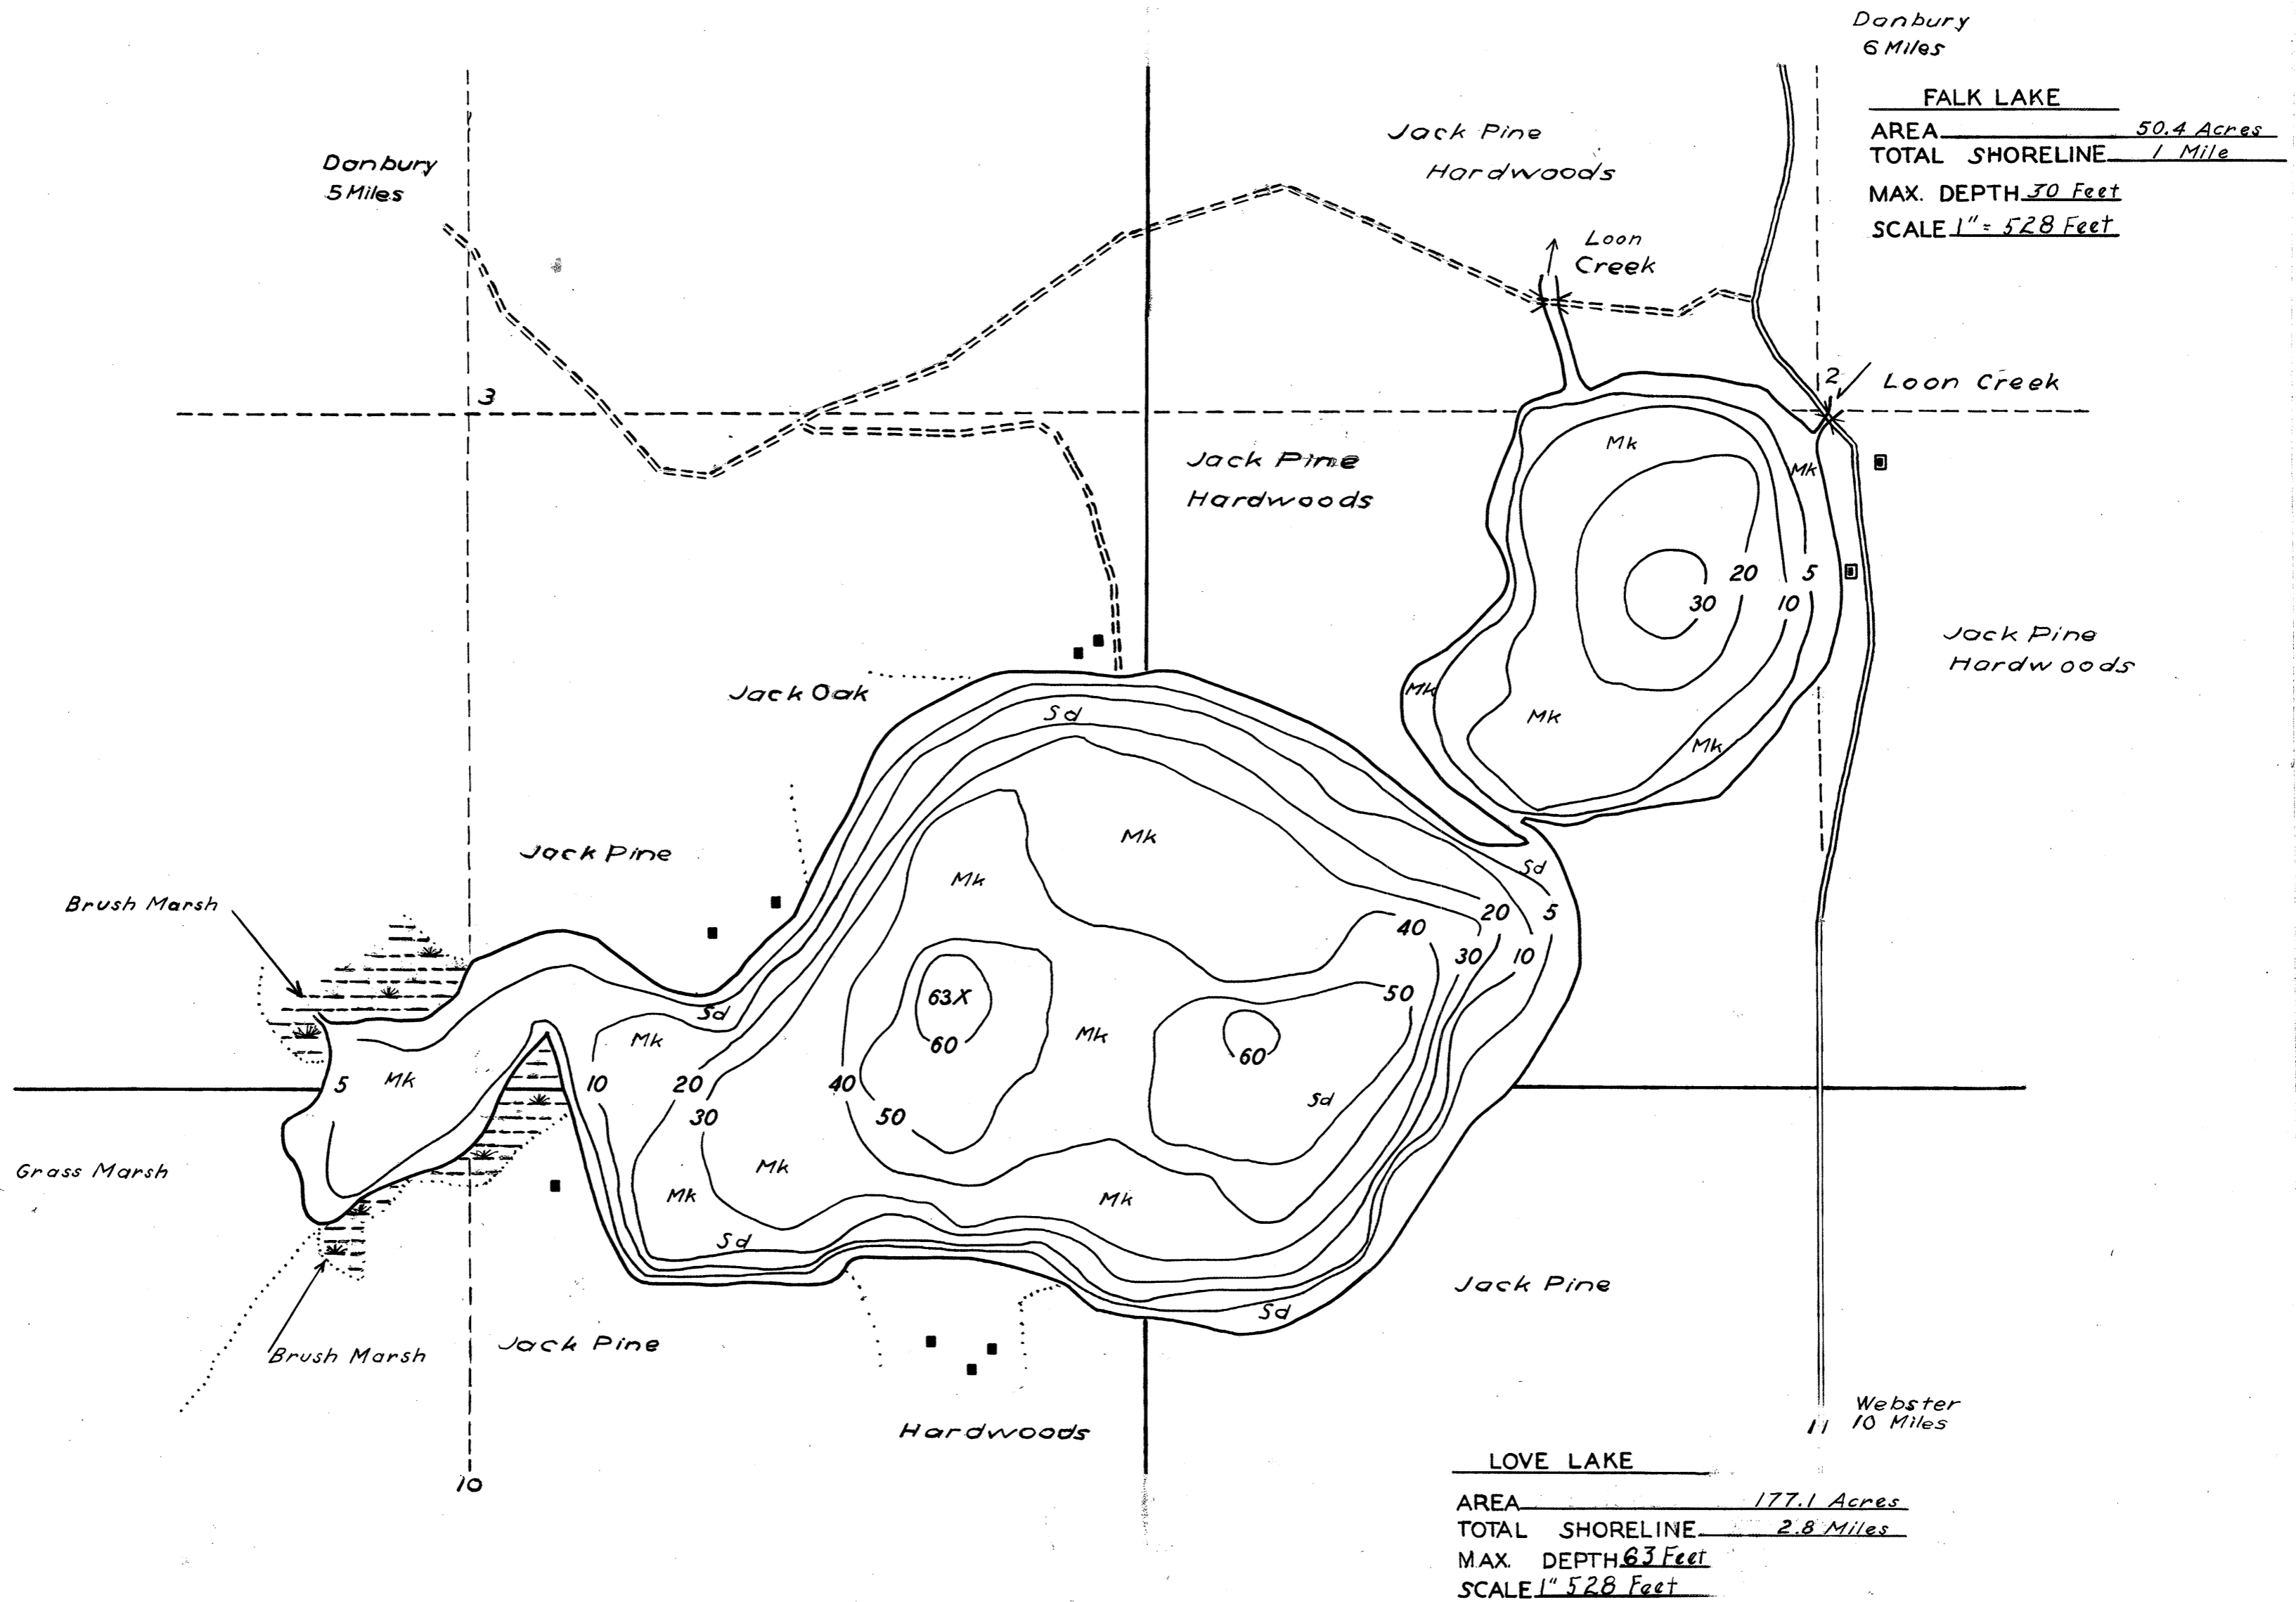 Danbury
6 Miles
FALK LAKE
AREA 50.4 Acres
TOTAL SHORELINE 1 Mile
MAX. DEPTH 30 Feet
SCALE 1" = 528 Feet
Jack Pine
Hardwoods
Danbury
5 Miles
Loon
Creek
3
2
Loon Creek
Mk
Mk
Jack Pine
Hardwoods
20
5
30
10
Jack Pine
Hardwoods
Mk
Mk
Mk
Jack Oak
Sd
Mk
Jack Pine
Mk
Sd
Brush Marsh
20
5
40
30
10
63X
50
Sd
Mk
Mk
60
60
5
Mk
10
20
40
30
50
Sd
Grass Marsh
Mk
Mk
Mk
Sd
Jack Pine
Sd
Brush Marsh
Jack Pine
Hardwoods
Webster
10 Miles
11
10
LOVE LAKE
AREA 177.1 Acres
TOTAL SHORELINE 2.8 Miles
MAX. DEPTH 63 Feet
SCALE 1" 528 Feet